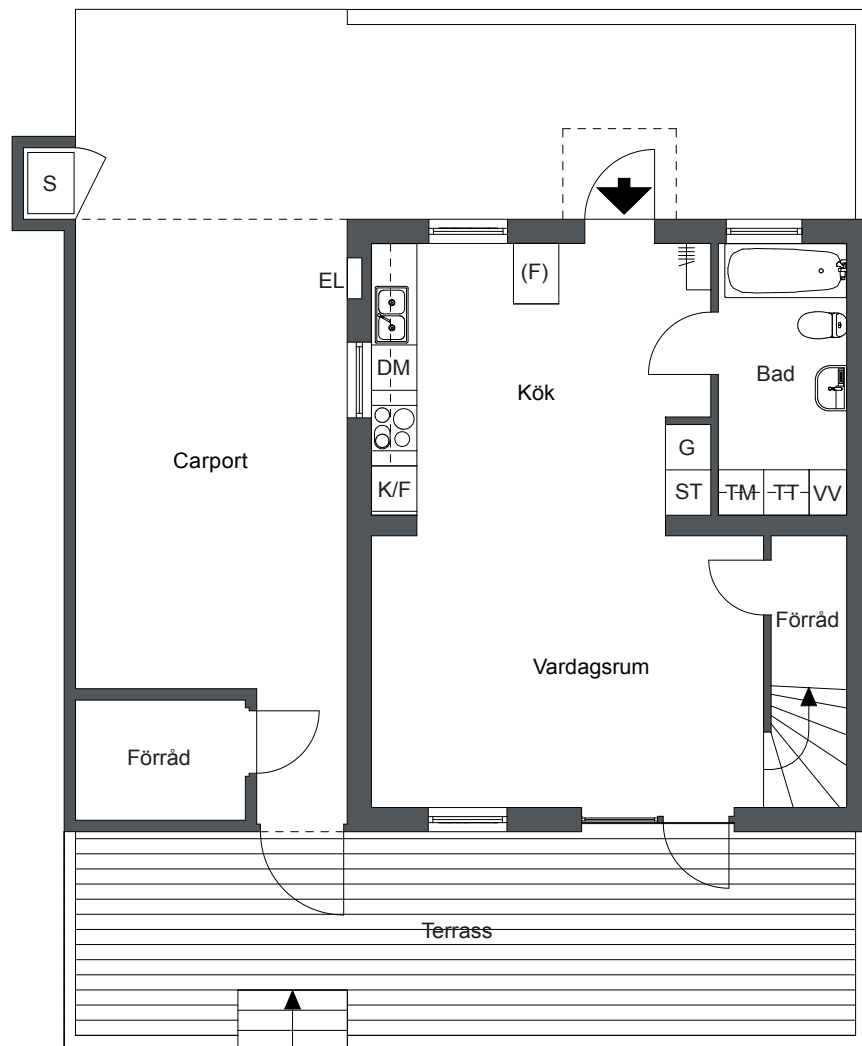 S
EL
(F)
DM
Kök
Bad
Carport
G
K/F
ST
TM
TT
VV
Förråd
Vardagsrum
Förråd
Terrass